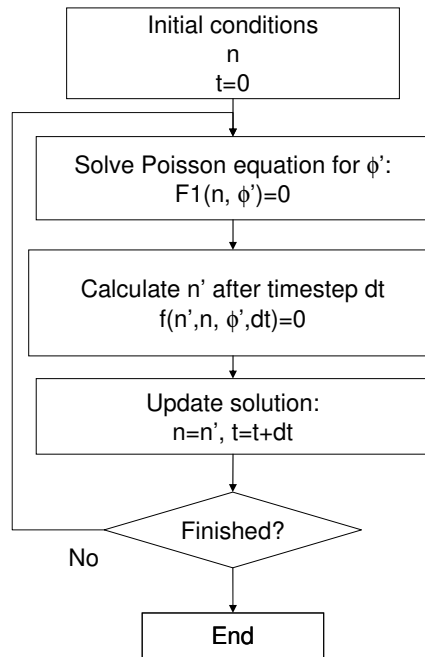 Initial conditions
n
t=0
Solve Poisson equation for ϕ’:
F1(n, ϕ’)=0
Calculate n’ after timestep dt
f(n’,n, ϕ’,dt)=0
Update solution:
n=n’, t=t+dt
Finished?
No
End